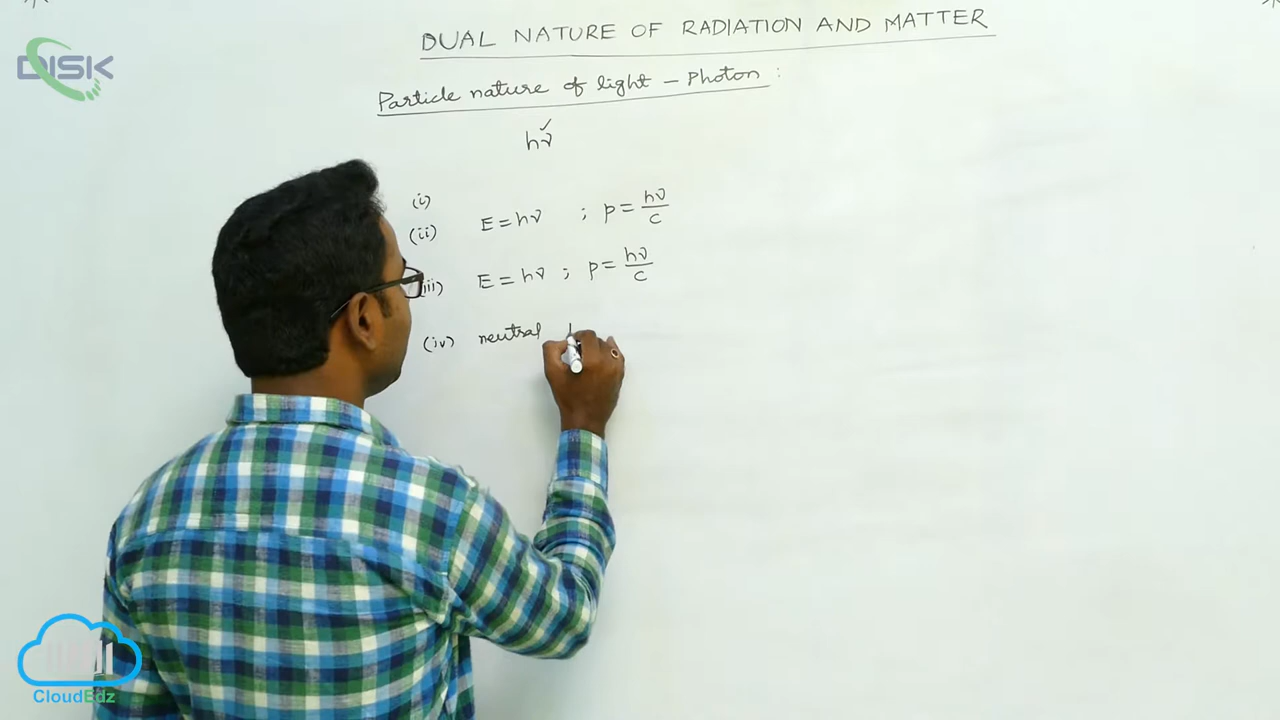 DUAL NATURE OF RADIATION AND MATTER
DISK
Particle nature of light – Photon :
hν
(i)
(ii) E = hν ; p = hν/c
(iii) E = hν ; p = hν/c
(iv) neutral
CloudEdz